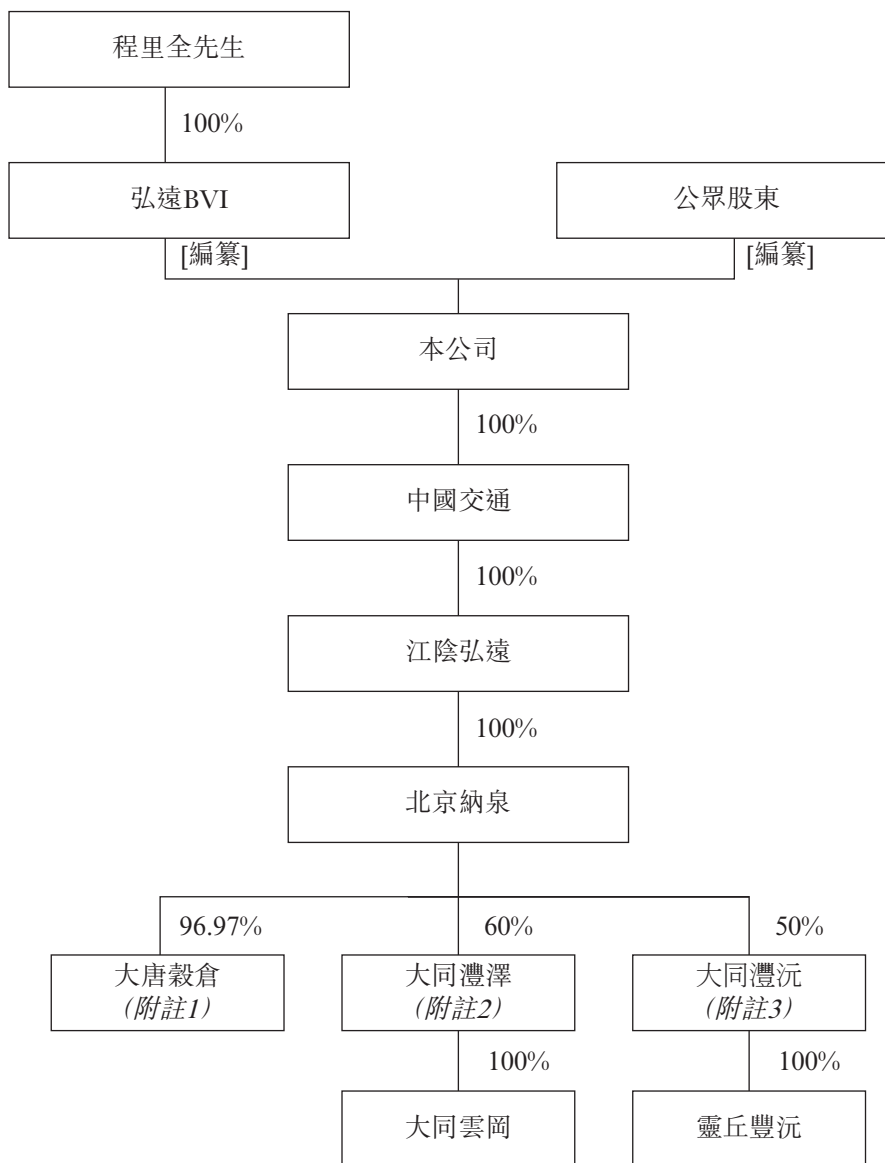 程里全先生
100%
弘遠BVI
公眾股東
[編纂]
[編纂]
本公司
100%
中國交通
100%
江陰弘遠
100%
北京納泉
96.97%
60%
50%
大唐穀倉
(附註1)
大同灃澤
(附註2)
大同灃沅
(附註3)
100%
100%
大同雲岡
靈丘豐沅